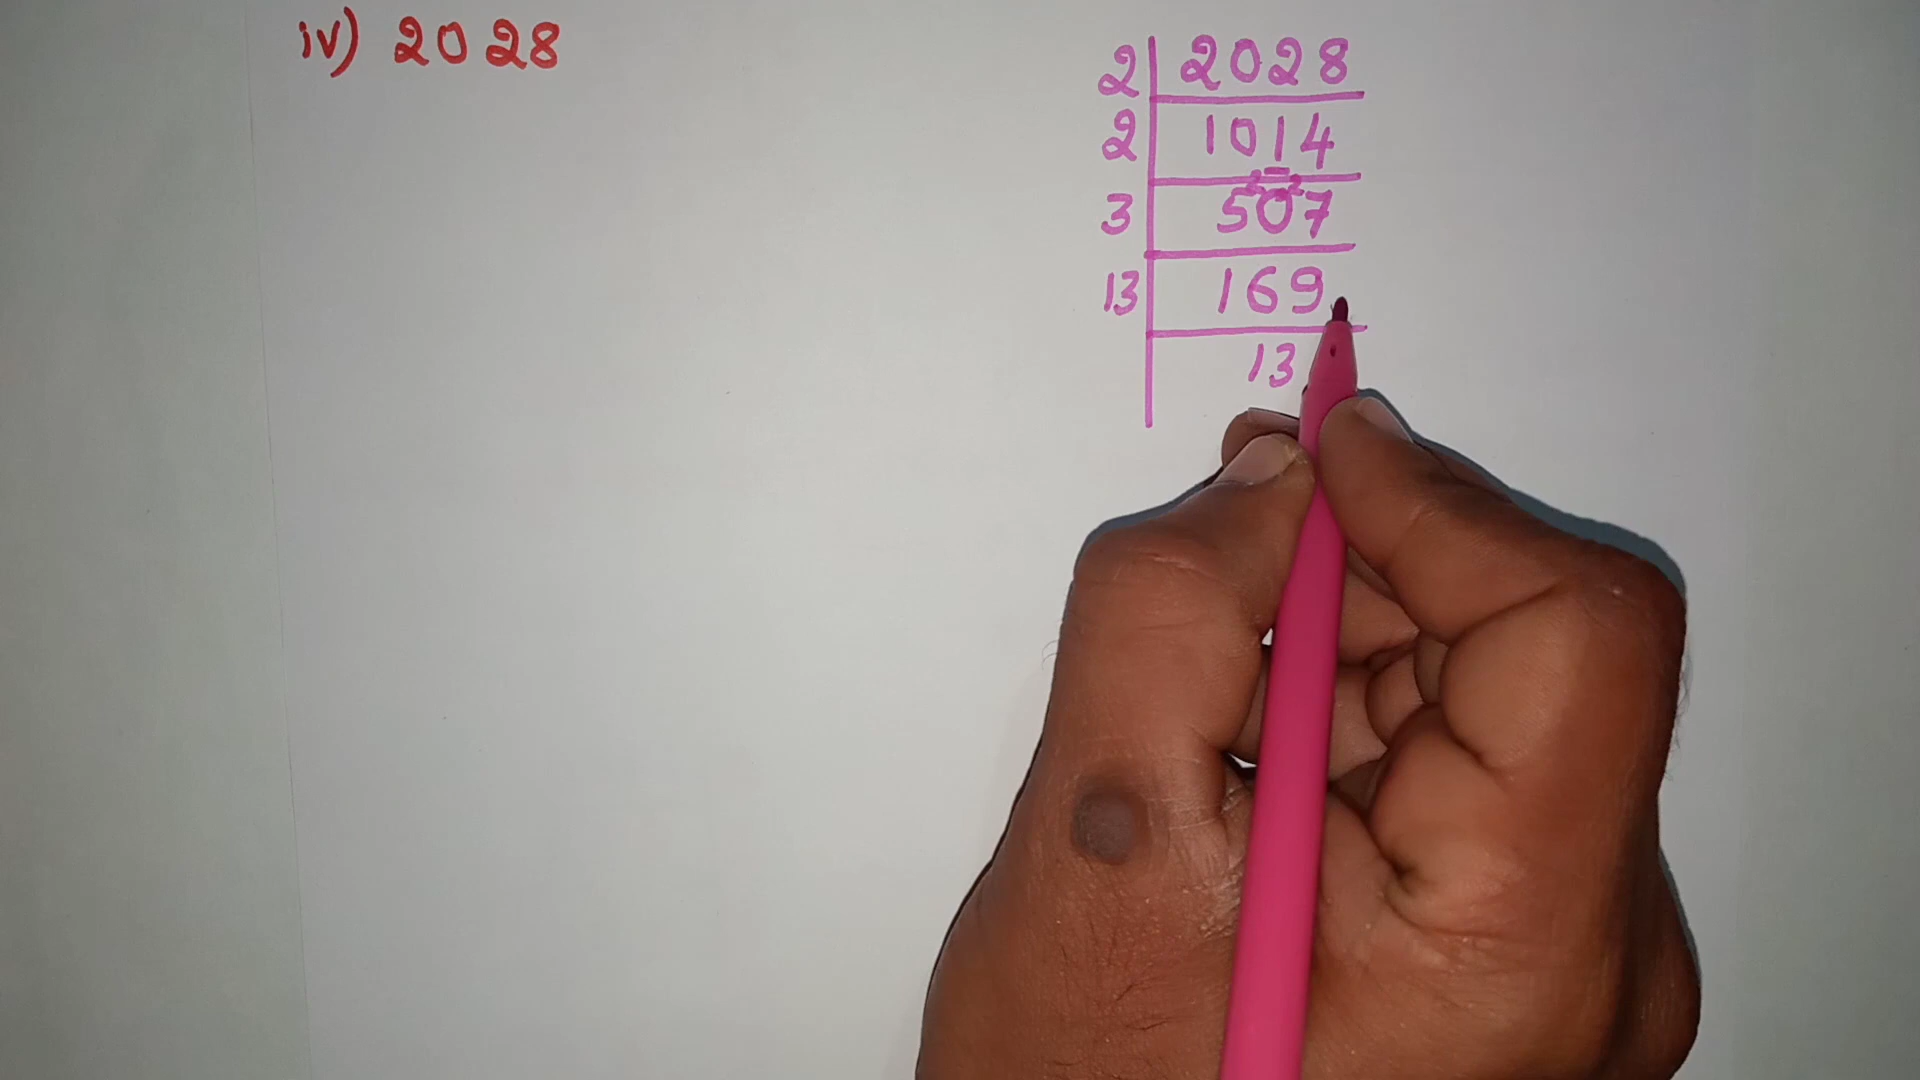 iv) 2028
2 | 2028
2 | 1014
3 | 507
13 | 169
13